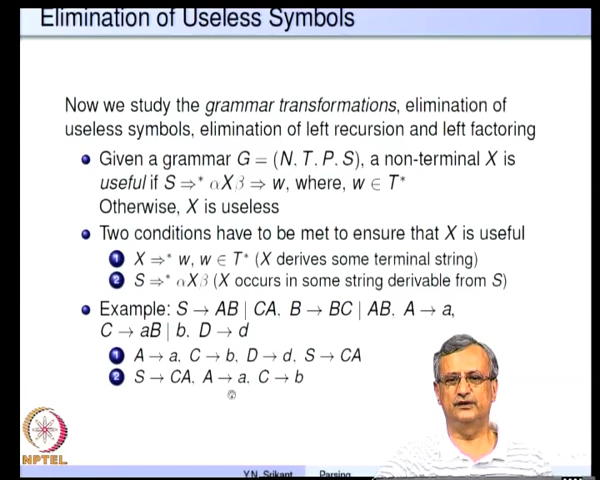 Elimination of Useless Symbols
Now we study the grammar transformations, elimination of
useless symbols, elimination of left recursion and left factoring
Given a grammar G = (N, T, P, S), a non-terminal X is
useful if S ⇒* αXβ ⇒ w, where, w ∈ T*
Otherwise, X is useless
Two conditions have to be met to ensure that X is useful
1 X ⇒* w, w ∈ T* (X derives some terminal string)
2 S ⇒* αXβ (X occurs in some string derivable from S)
Example: S → AB | CA, B → BC | AB, A → a,
C → aB | b, D → d
1 A → a, C → b, D → d, S → CA
2 S → CA, A → a, C → b
NPTEL
Y.N. Srikant Parsing